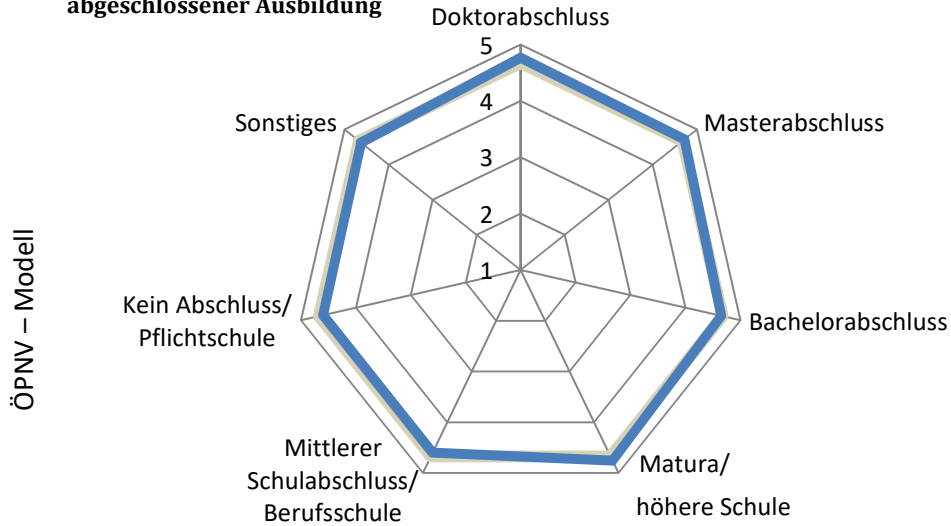 abgeschlossener Ausbildung
Doktorabschluss
5
4
3
2
1
Sonstiges
Masterabschluss
ÖPNV – Modell
Kein Abschluss/
Pflichtschule
Bachelorabschluss
Mittlerer
Schulabschluss/
Berufsschule
Matura/
höhere Schule